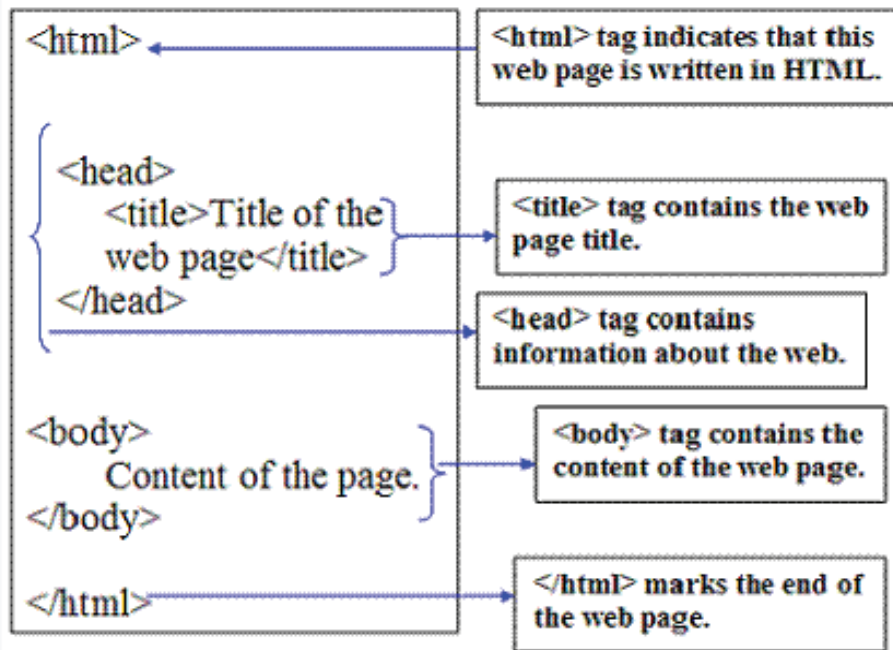 <html>
<html> tag indicates that this
web page is written in HTML.
<head>
<title>Title of the
web page</title>
</head>
<title> tag contains the web
page title.
<head> tag contains
information about the web.
<body>
Content of the page.
</body>
<body> tag contains the
content of the web page.
</html>
</html> marks the end of
the web page.